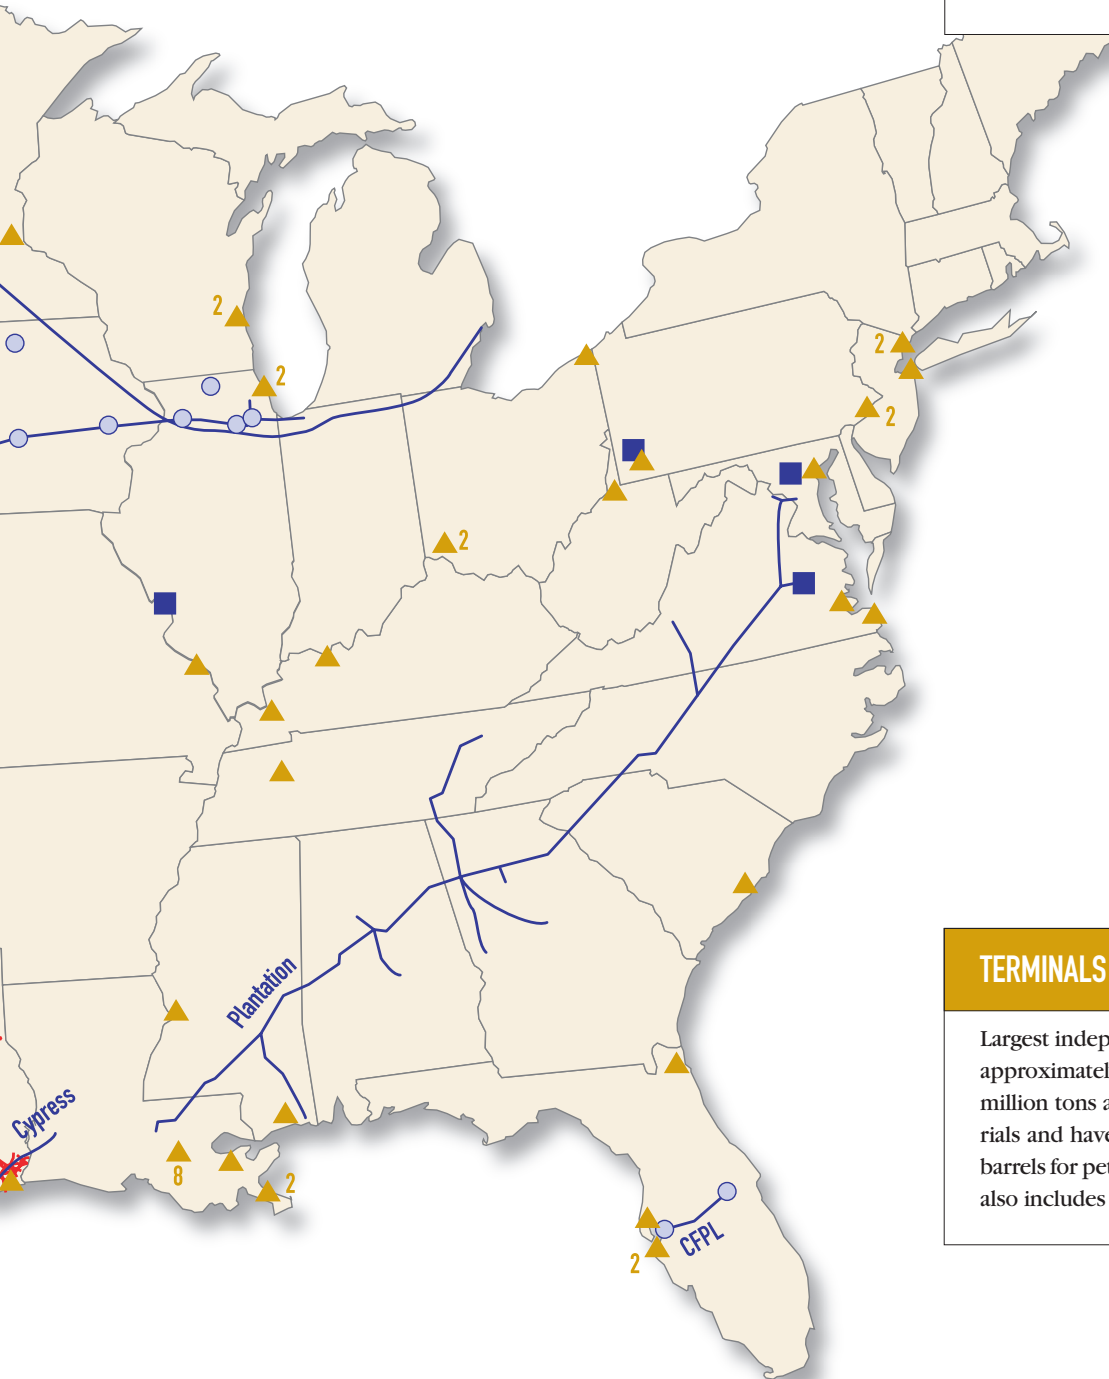 2
2
2
2
2
Plantation
Cypress
8
2
CFPL
2
TERMINALS
Largest indep
approximatel
million tons a
rials and have
barrels for pet
also includes